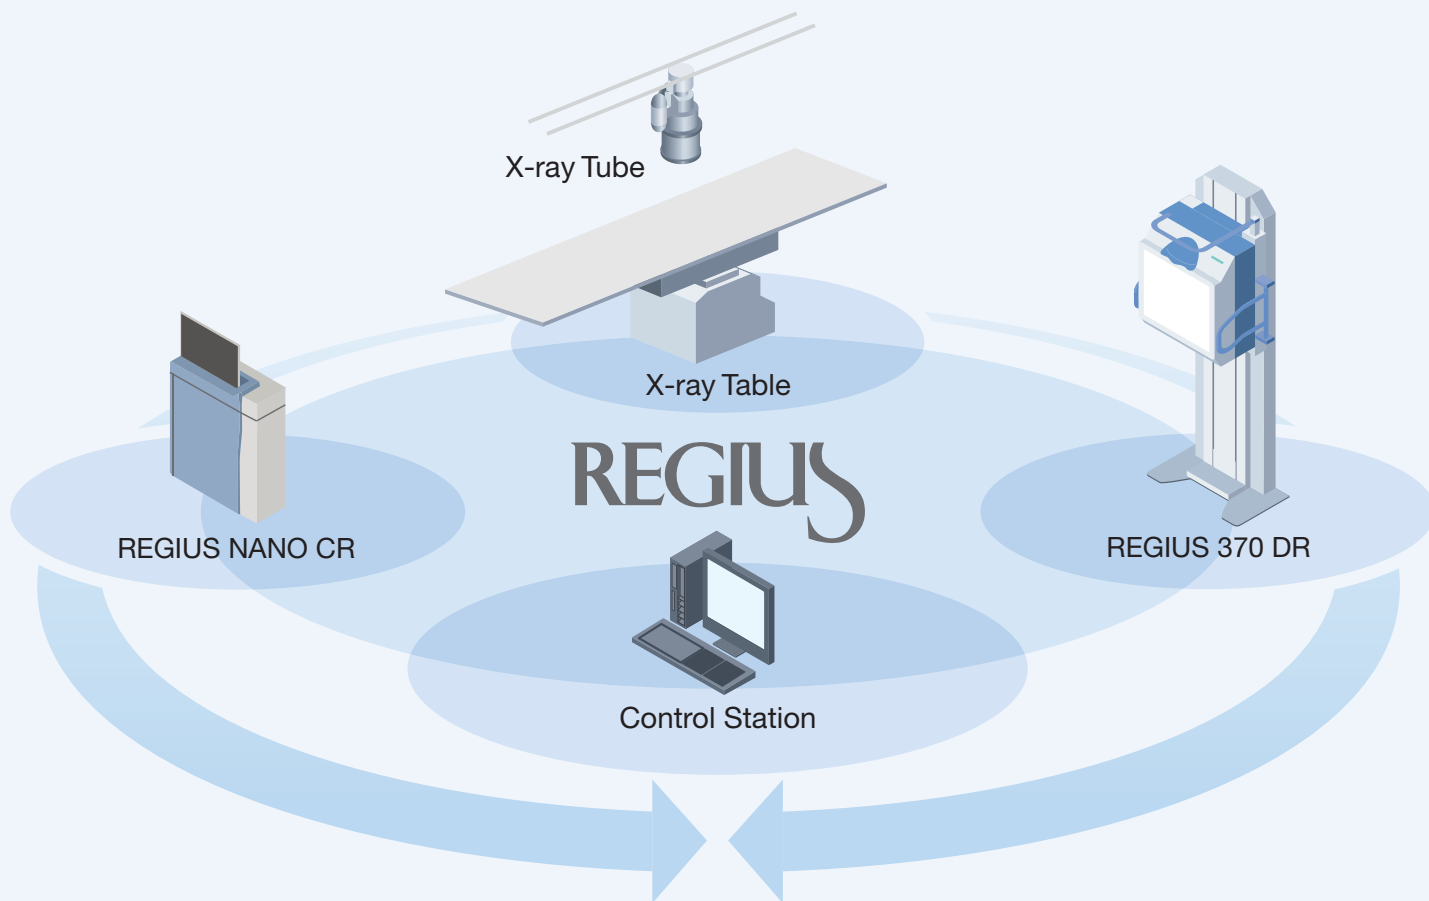 X-ray Tube
X-ray Table
REGIUS
REGIUS NANO CR
REGIUS 370 DR
Control Station